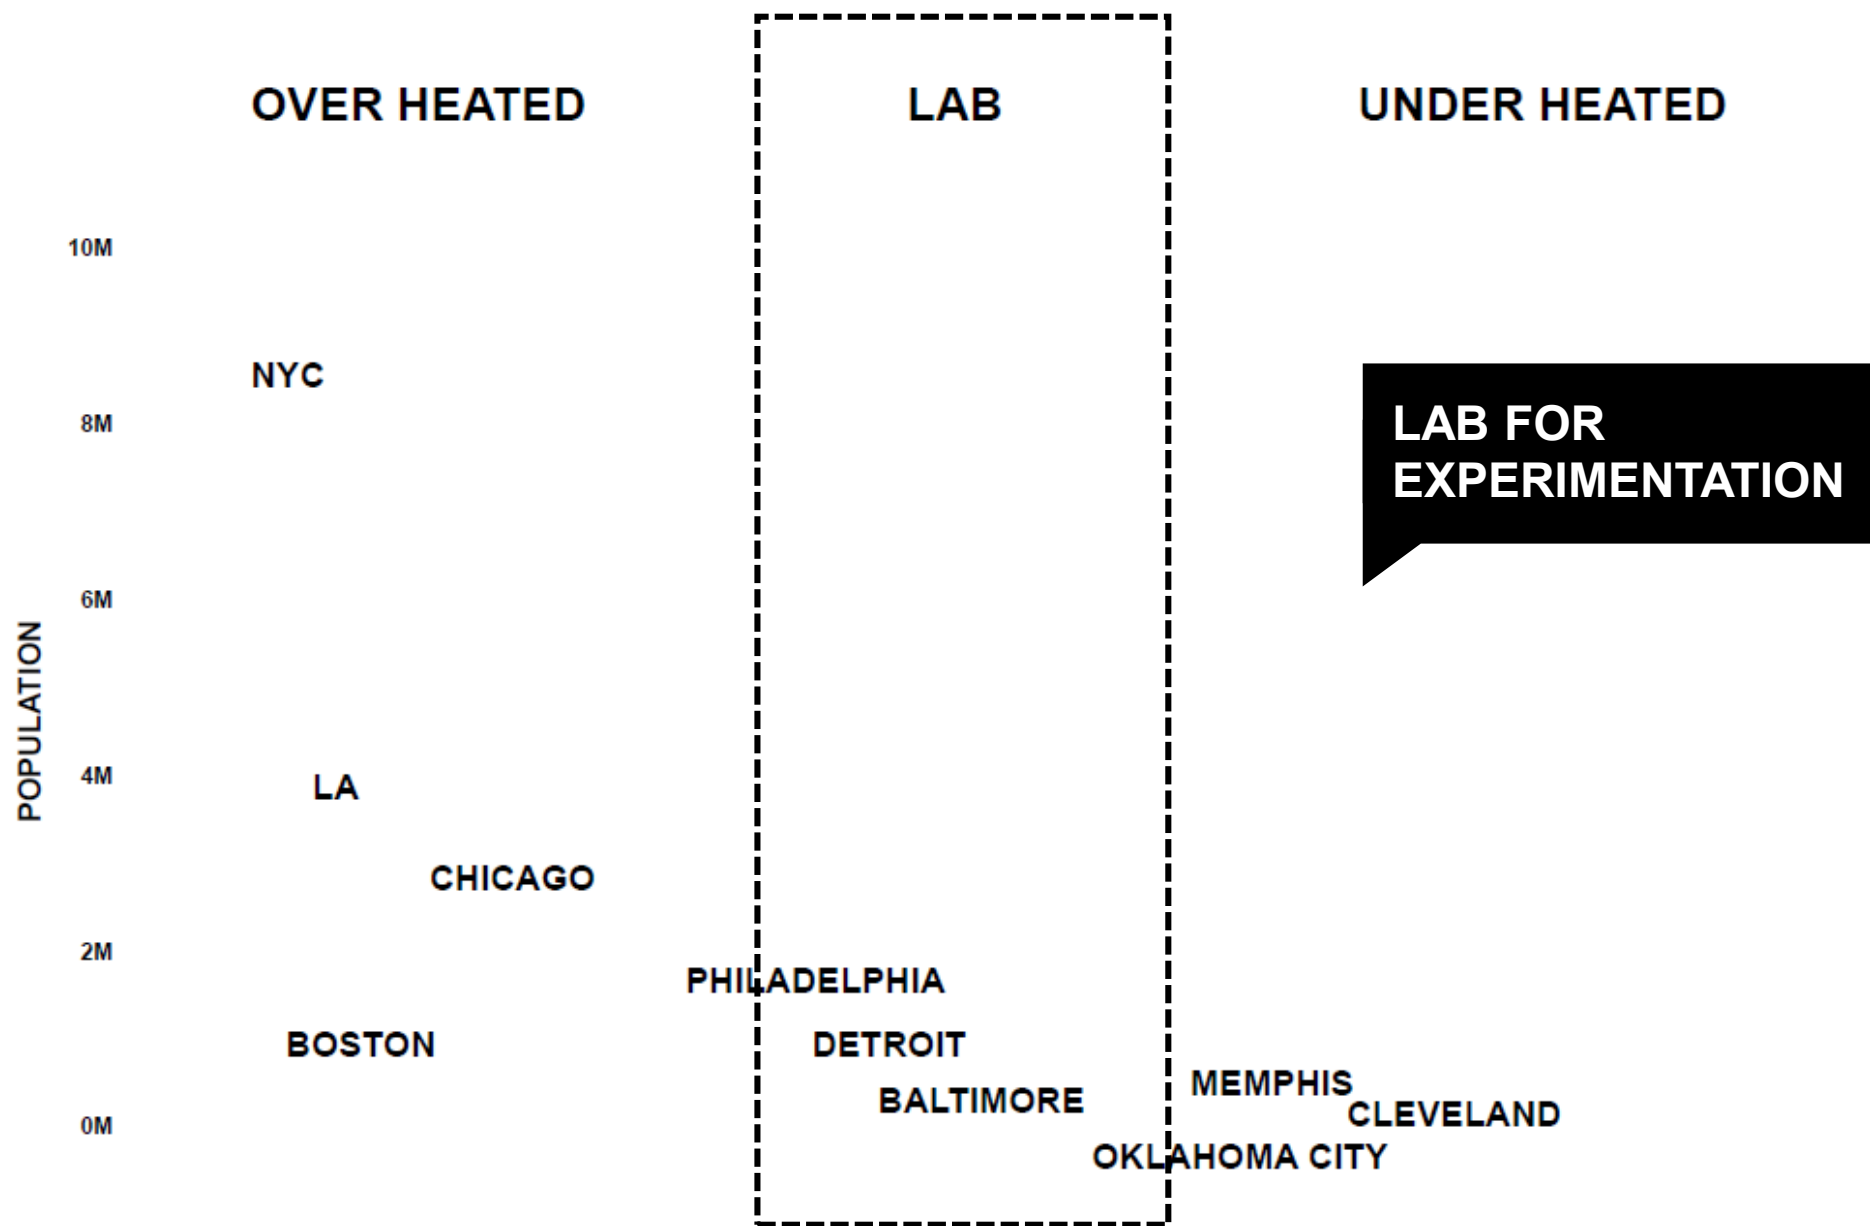 OVER HEATED
LAB
UNDER HEATED
10M
NYC
8M
LAB FOR
EXPERIMENTATION
6M
POPULATION
4M
LA
CHICAGO
2M
PHILADELPHIA
BOSTON
DETROIT
MEMPHIS
BALTIMORE
CLEVELAND
0M
OKLAHOMA CITY